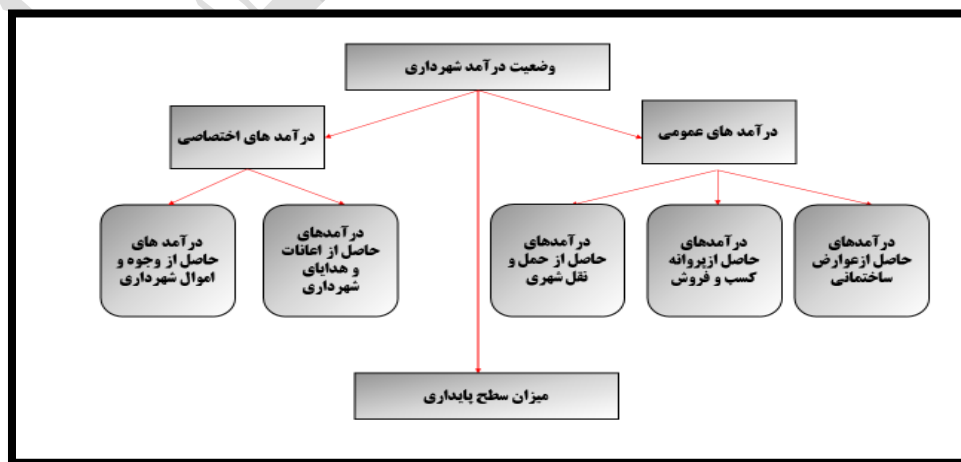 وضعیت درآمد شهرداری
درآمد های عمومی
درآمد های اختصاصی
درآمدهای
حاصل ازعوارض
ساختمانی
درآمدهای
حاصل ازپروانه
کسب و فروش
درآمدهای
حاصل از حمل و
نقل شهری
درآمدهای
حاصل از اعانات
و هدایای
شهرداری
درآمد های
حاصل از وجوه و
اموال شهرداری
میزان سطح پایداری